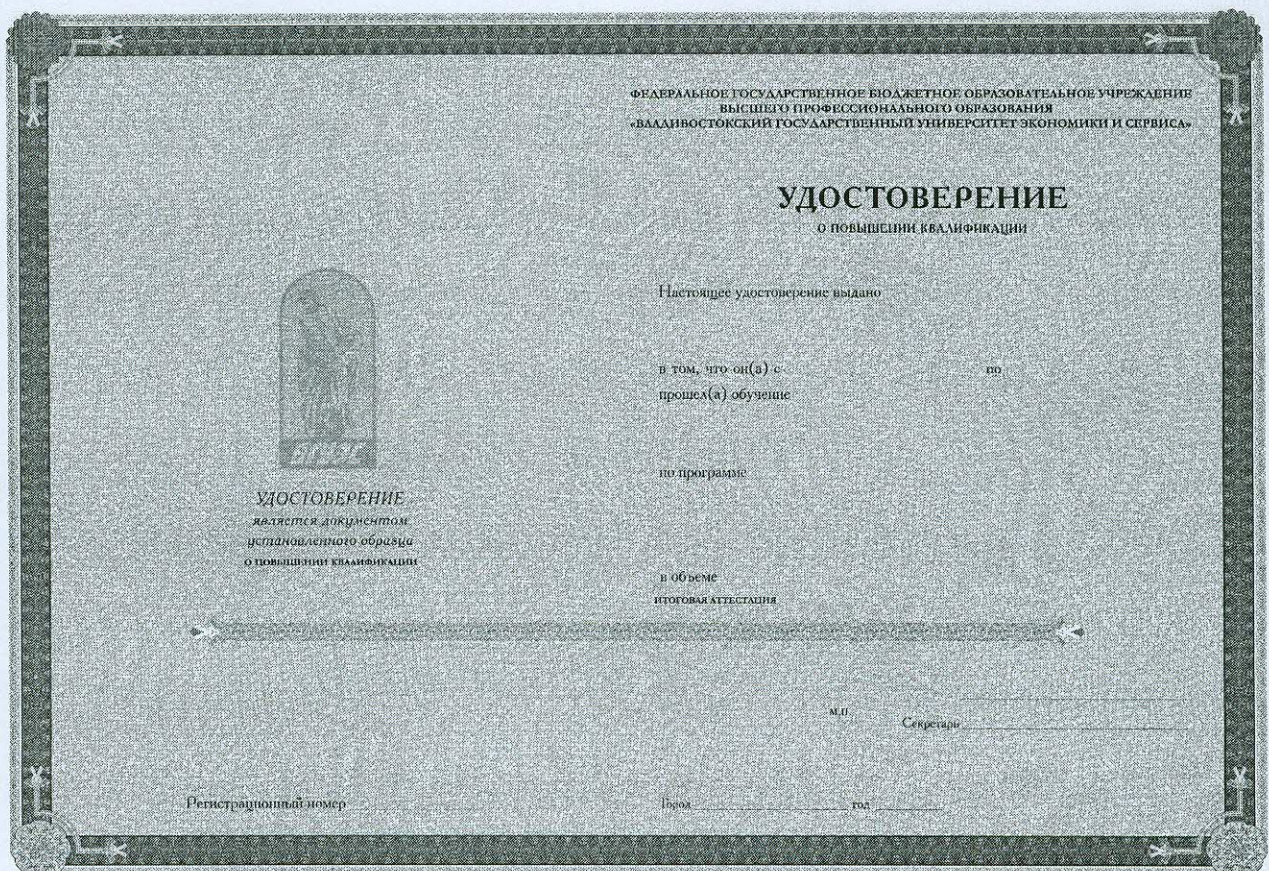 ФЕДЕРАЛЬНОЕ ГОСУДАРСТВЕННОЕ БЮДЖЕТНОЕ ОБРАЗОВАТЕЛЬНОЕ УЧРЕЖДЕНИЕ
ВЫСШЕГО ПРОФЕССИОНАЛЬНОГО ОБРАЗОВАНИЯ
«ВЛАДИВОСТОКСКИЙ ГОСУДАРСТВЕННЫЙ УНИВЕРСИТЕТ ЭКОНОМИКИ И СЕРВИСА»
УДОСТОВЕРЕНИЕ
О ПОВЫШЕНИИ КВАЛИФИКАЦИИ
Настоящее удостоверение выдано
в том, что он(а) с по
прошел(а) обучение
по программе
в объеме
ИТОГОВАЯ АТТЕСТАЦИЯ
М.П.
Секретарь
Город год
ВГУЭС
УДОСТОВЕРЕНИЕ
является документом
установленного образца
О ПОВЫШЕНИИ КВАЛИФИКАЦИИ
Регистрационный номер